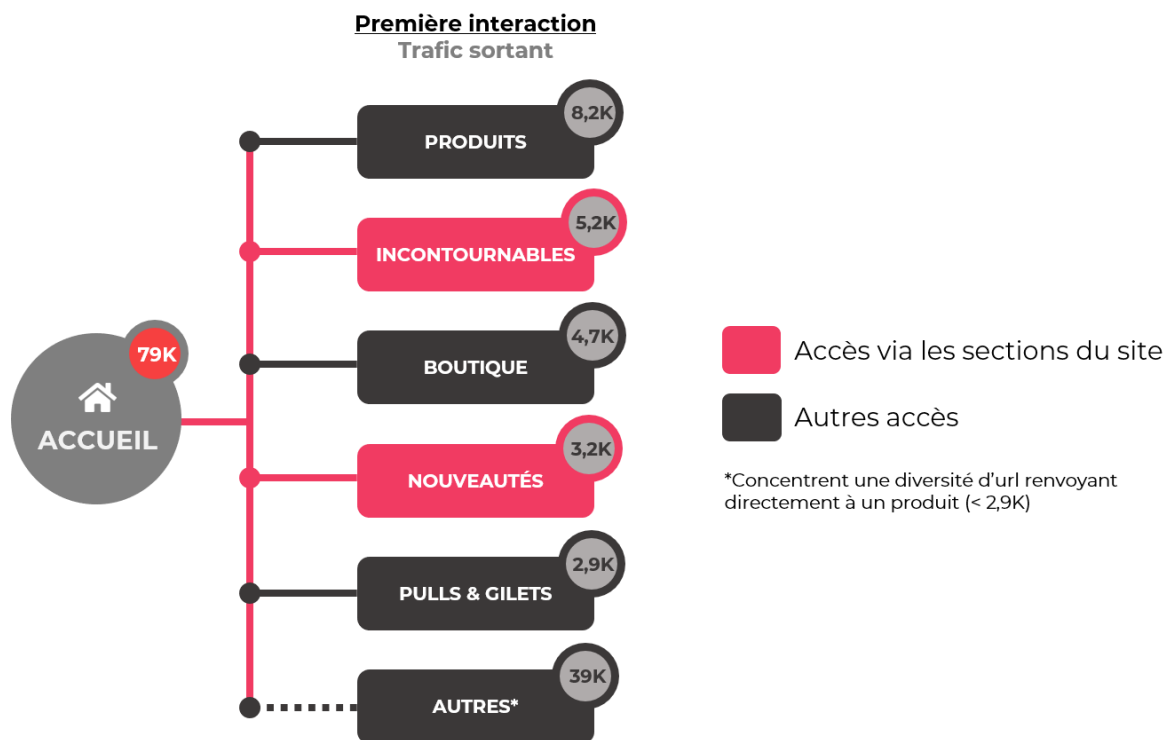 Première interaction
Trafic sortant
8,2K
PRODUITS
5,2K
INCONTOURNABLES
4,7K
BOUTIQUE
79K
ACCUEIL
3,2K
NOUVEAUTÉS
2,9K
PULLS & GILETS
39K
AUTRES*
Accès via les sections du site
Autres accès
*Concentrent une diversité d'url renvoyant
directement à un produit (< 2,9K)